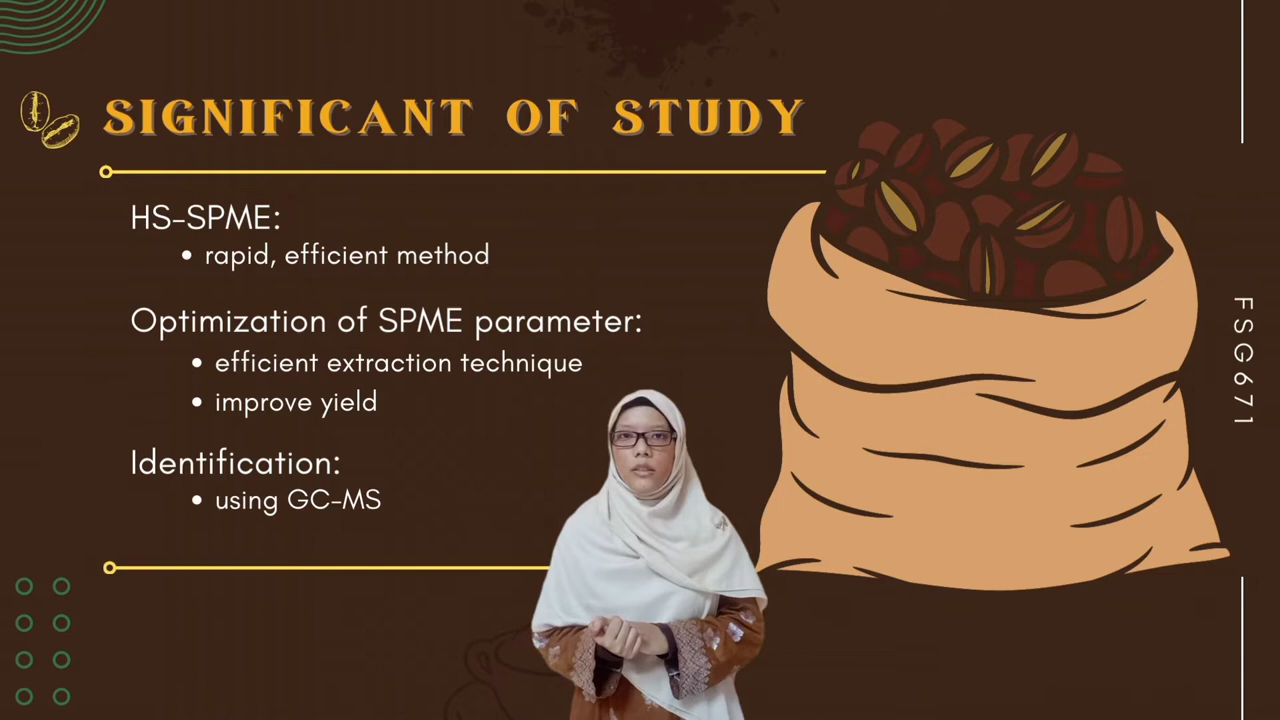 SIGNIFICANT OF STUDY
HS-SPME:
• rapid, efficient method
Optimization of SPME parameter:
• efficient extraction technique
• improve yield
Identification:
• using GC-MS
FSG671